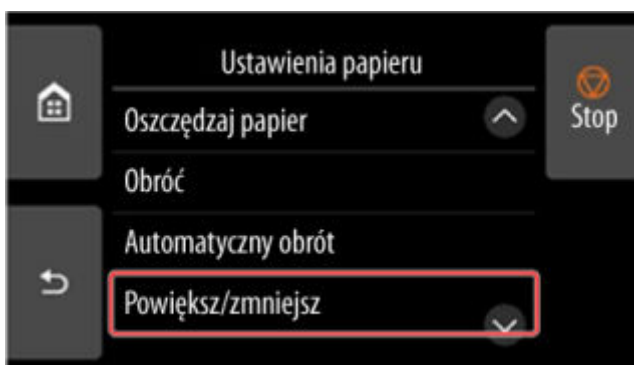 Ustawienia papieru
Oszczędzaj papier
Stop
Obróć
Automatyczny obrót
Powiększ/zmniejsz